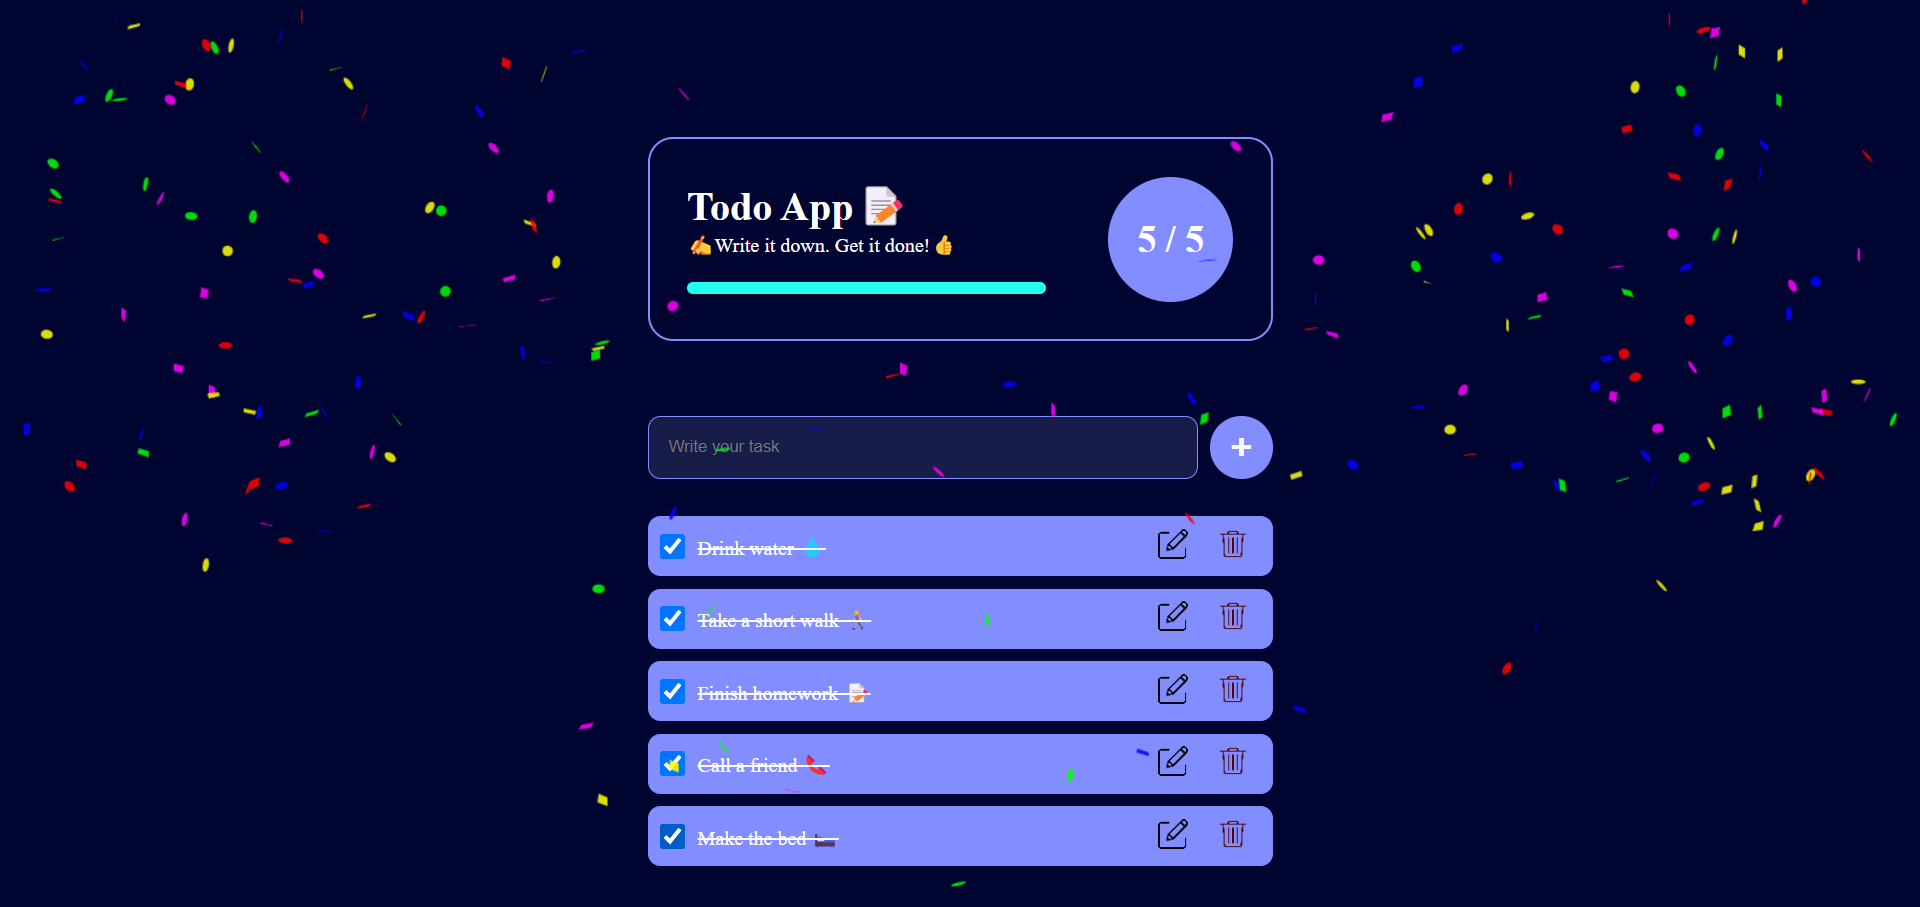 Todo App 📝
✍️Write it down. Get it done!👍
5 / 5
Write your task
+
Drink water 💧
Take a short walk 🚶
Finish homework 📝
Call a friend 📞
Make the bed 🛏️